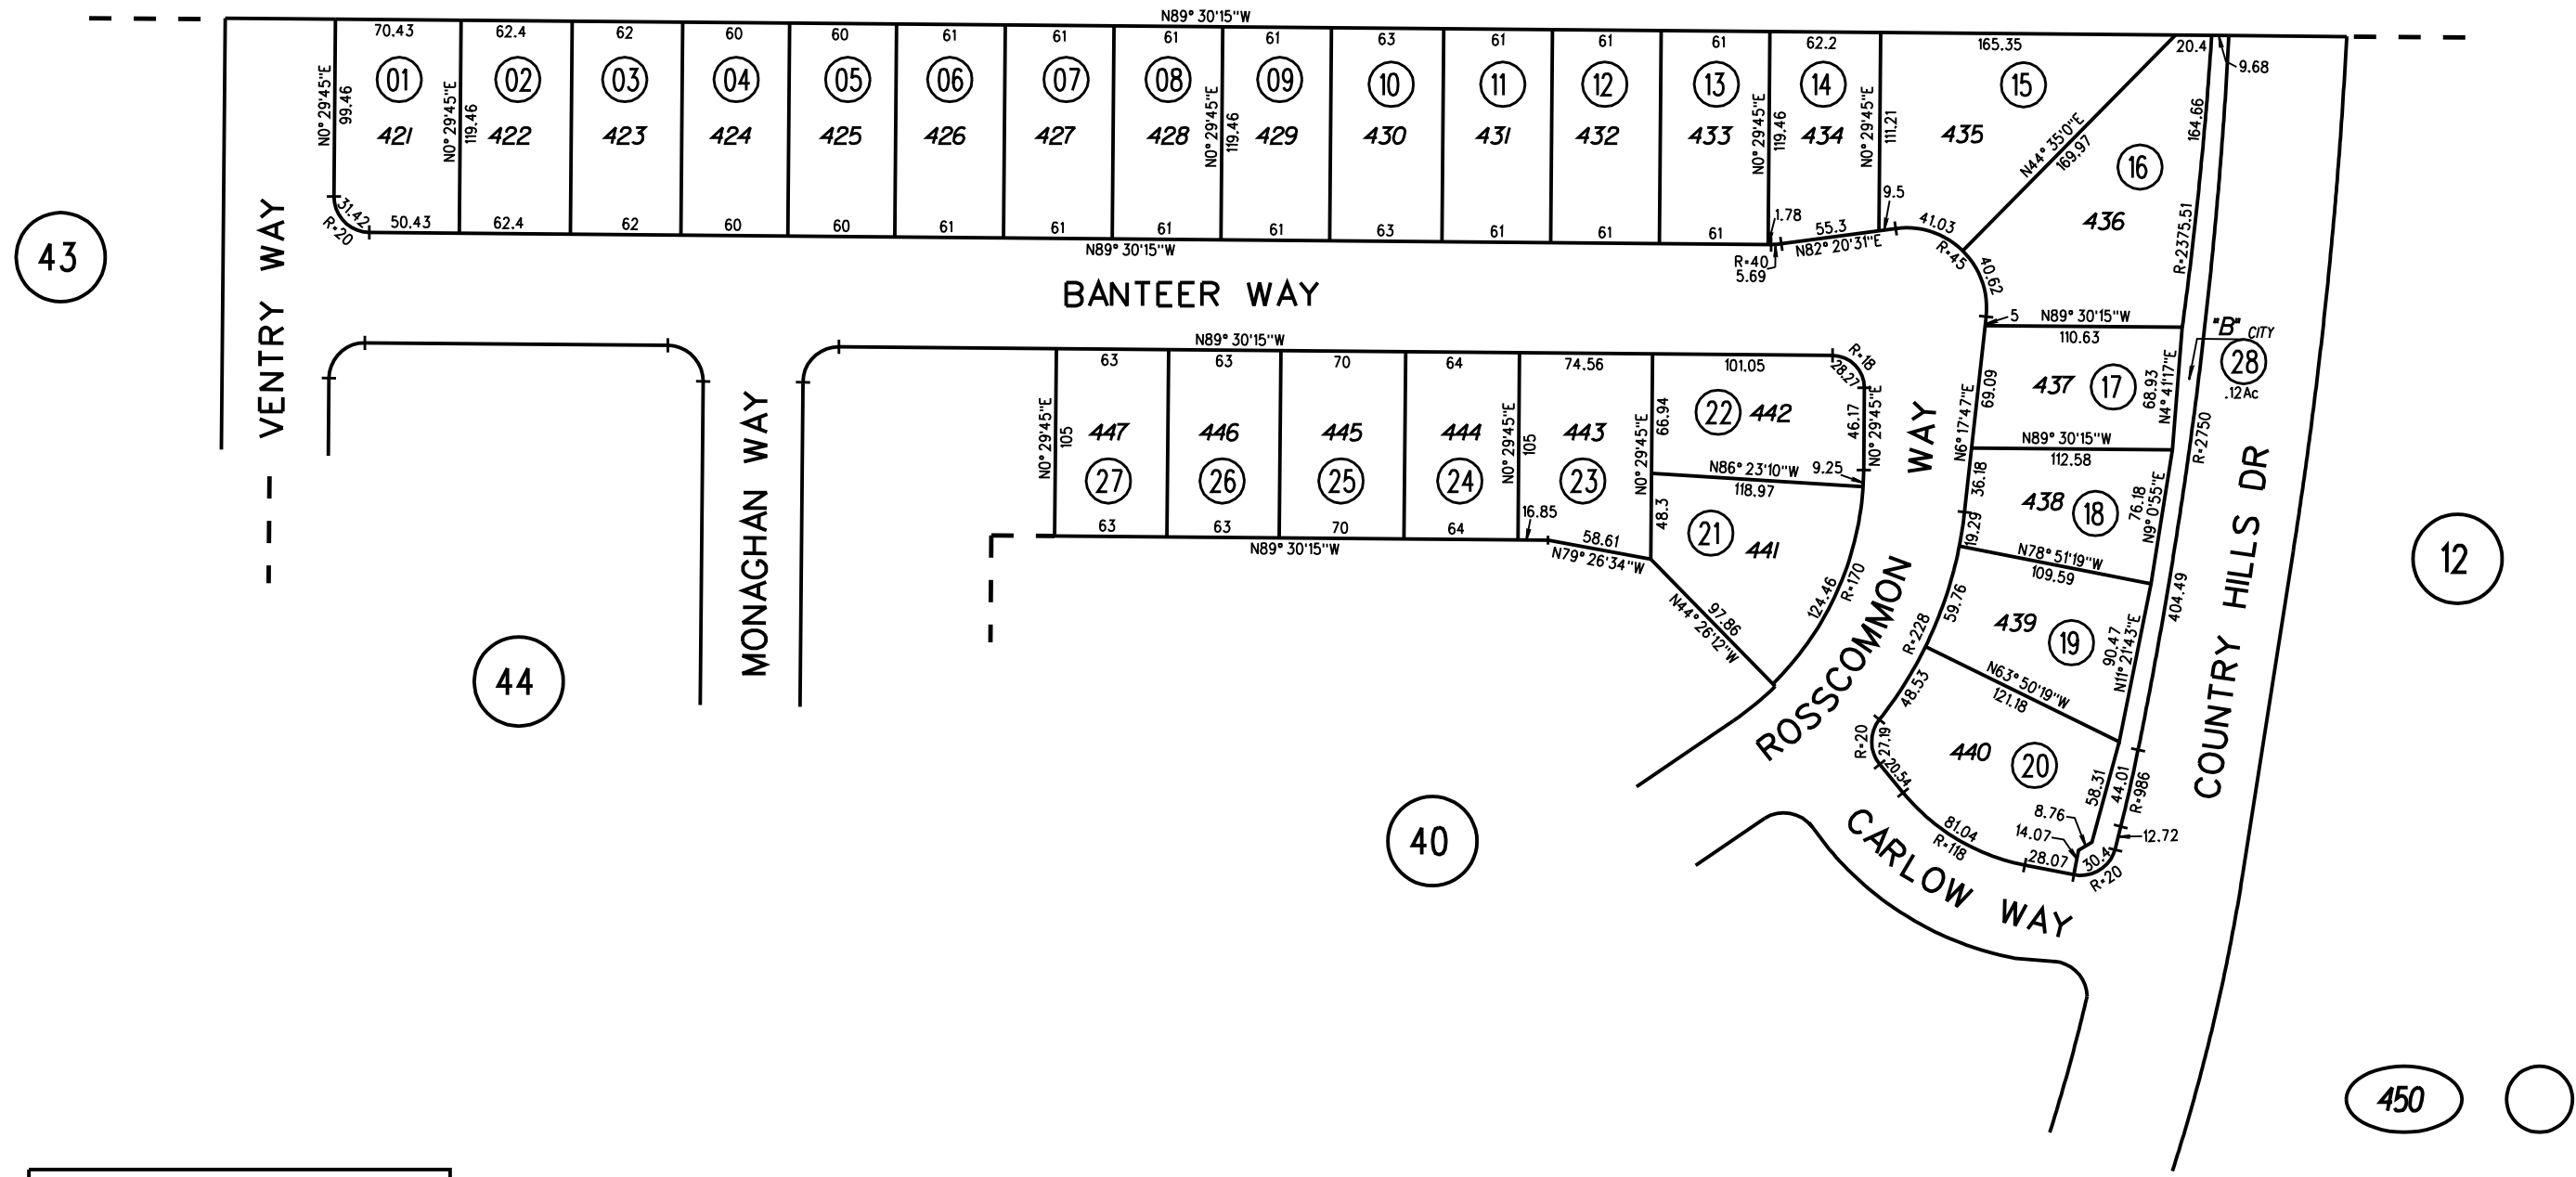 N89° 30'15"W
70.43 62.4 62 60 60 61 61 61 61 63 61 61 61 62.2 165.35 20.4
9.68
01 02 03 04 05 06 07 08 09 10 11 12 13 14 15
N0° 29'45"E 99.46 N0° 29'45"E 119.46 N0° 29'45"E 119.46 N0° 29'45"E 119.46 N0° 29'45"E 111.21
421 422 423 424 425 426 427 428 429 430 431 432 433 434 435
N44° 35'0"E 169.97
16
164.66
436
R=2375.51
31.42 R=20
50.43 62.4 62 60 60 61 61 61 61 63 61 61 61
1.78 55.3 9.5 41.03
N82° 20'31"E
R=45
40.62
N89° 30'15"W
R=40
5.69
43
VENTRY WAY
BANTEER WAY
5
N89° 30'15"W
110.63
"B" CITY
28
.12Ac
N89° 30'15"W
63 63 70 64 74.56 101.05
R=18
28.27
437 17
69.09
N6° 17'47"E
68.93
N4° 41'17"E
N0° 29'45"E 105
N0° 29'45"E 105
N0° 29'45"E 66.94
22 442
46.17 N0° 29'45"E
447 446 445 444 443
27 26 25 24 23
N89° 30'15"W
112.58
R=2750
N86° 23'10"W
118.97
9.25
36.18
438 18
76.18
N9° 0'55"E
48.3
21 441
16.85
63 63 70 64
58.61
N79° 26'34"W
N89° 30'15"W
19.29
N78° 51'19"W
109.59
12
MONAGHAN WAY
97.86
N44° 26'12"W
124.46
R=170
59.76
R=228
439 19
90.47
N11° 21'43"E
404.49
COUNTRY HILLS DR
ROSSCOMMON WAY
N63° 50'19"W
121.18
48.53
44
R=20
27.19
20.54
440 20
58.31
44.01
R=986
8.76
14.07
12.72
81.04
R=118
28.07
30.4
R=20
40
CARLOW WAY
450